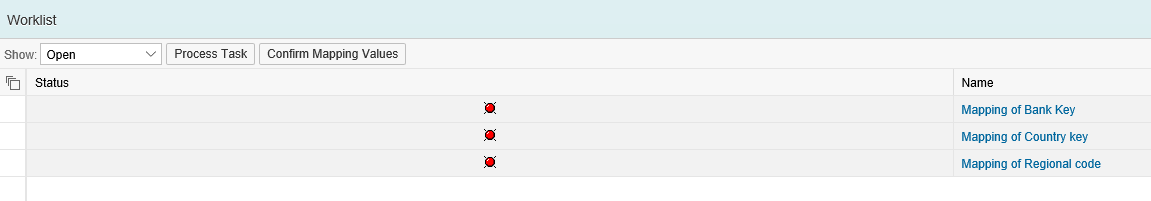 Worklist
Show: Open Process Task Confirm Mapping Values
Status Name
Mapping of Bank Key
Mapping of Country key
Mapping of Regional code